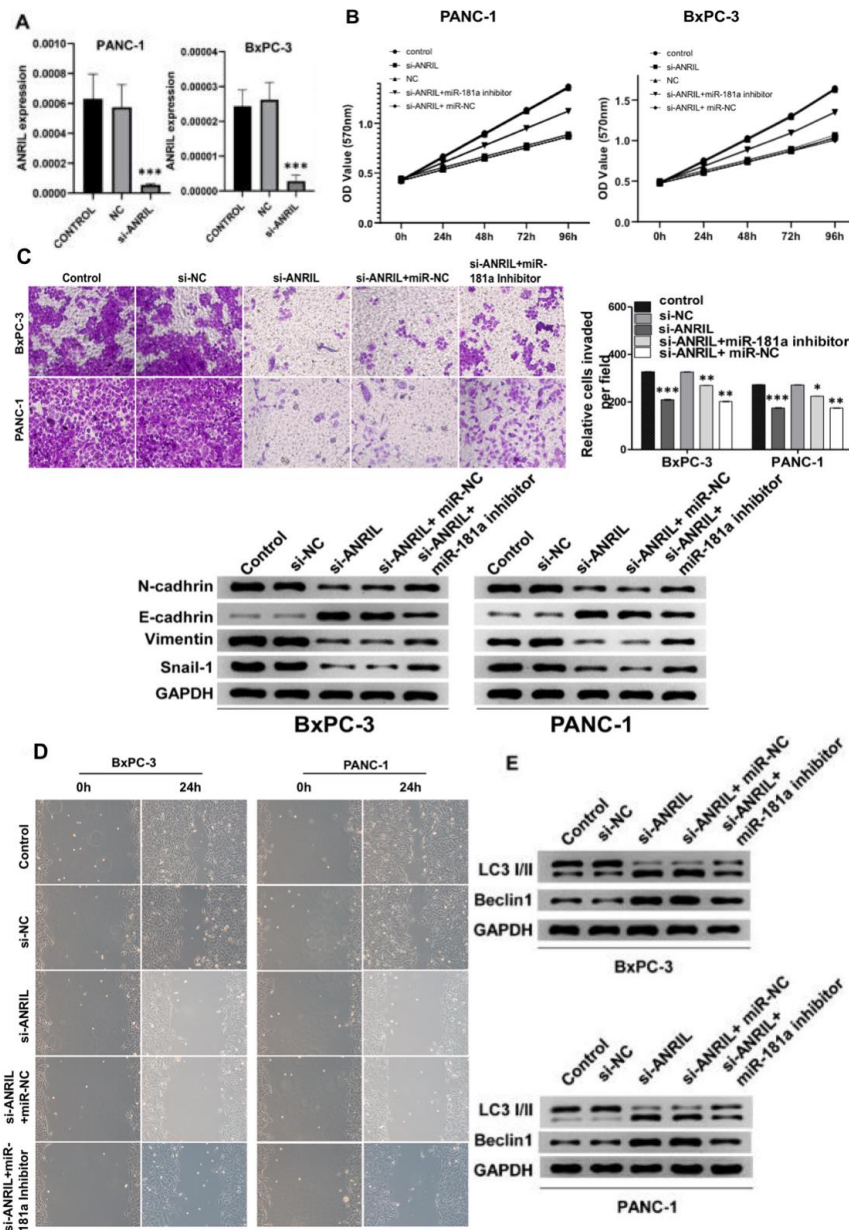 A
PANC-1
ANRIL expression
0.0010
0.0008
0.0006
0.0004
0.0002
0.0000
***
CONTROL
NC
si-ANRIL
BxPC-3
ANRIL expression
0.00004
0.00003
0.00002
0.00001
0.00000
***
CONTROL
NC
si-ANRIL
B
PANC-1
control
si-ANRIL
NC
si-ANRIL+miR-181a inhibitor
si-ANRIL+ miR-NC
OD Value (570nm)
1.0
0.5
0.0
0h
24h
48h
72h
96h
BxPC-3
control
si-ANRIL
NC
si-ANRIL+miR-181a inhibitor
si-ANRIL+ miR-NC
OD Value (570nm)
1.5
1.0
0.5
0.0
0h
24h
48h
72h
96h
C
Control
si-NC
si-ANRIL
si-ANRIL+miR-NC
si-ANRIL+miR-
181a Inhibitor
BxPC-3
PANC-1
control
si-NC
si-ANRIL
si-ANRIL+miR-181a inhibitor
si-ANRIL+ miR-NC
Relative cells invaded
per field
600
400
200
0
***
**
**
***
*
**
BxPC-3
PANC-1
Control
si-NC
si-ANRIL
si-ANRIL+ miR-NC
si-ANRIL+
miR-181a inhibitor
Control
si-NC
si-ANRIL
si-ANRIL+ miR-NC
si-ANRIL+
miR-181a inhibitor
N-cadhrin
E-cadhrin
Vimentin
Snail-1
GAPDH
BxPC-3
PANC-1
D
BxPC-3
PANC-1
0h
24h
0h
24h
Control
si-NC
si-ANRIL
si-ANRIL
+miR-NC
si-ANRIL+miR-
181a Inhibitor
E
Control
si-NC
si-ANRIL
si-ANRIL+ miR-NC
si-ANRIL+
miR-181a inhibitor
LC3 I/II
Beclin1
GAPDH
BxPC-3
Control
si-NC
si-ANRIL
si-ANRIL+ miR-NC
si-ANRIL+
miR-181a inhibitor
LC3 I/II
Beclin1
GAPDH
PANC-1